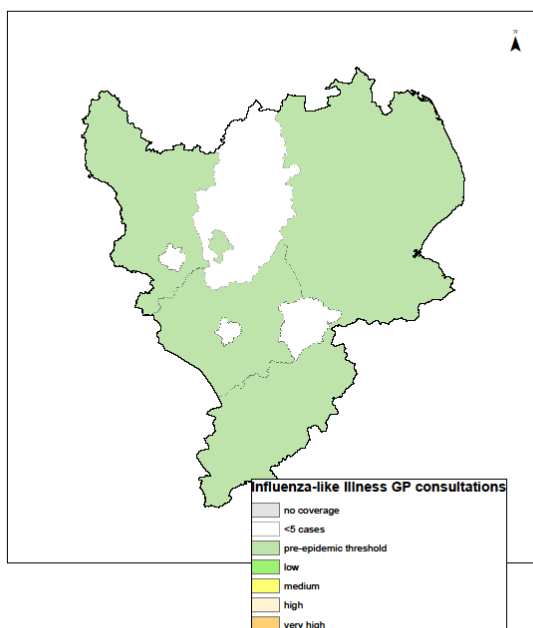 N
Influenza-like Illness GP consultations
no coverage
<5 cases
pre-epidemic threshold
low
medium
high
very high